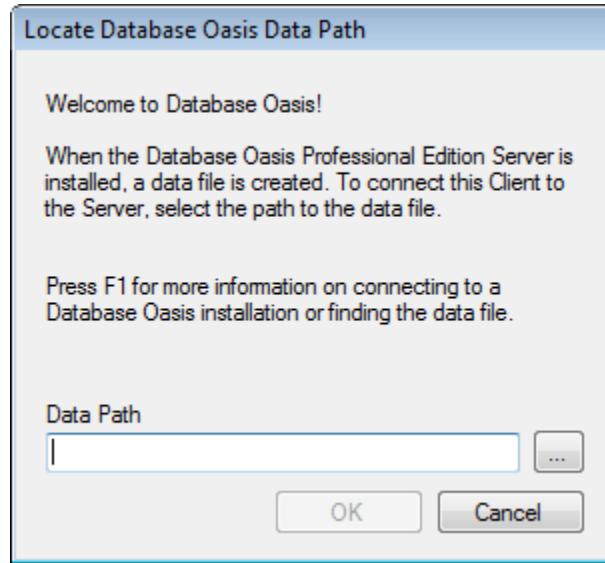 Locate Database Oasis Data Path
Welcome to Database Oasis!
When the Database Oasis Professional Edition Server is
installed, a data file is created. To connect this Client to
the Server, select the path to the data file.
Press F1 for more information on connecting to a
Database Oasis installation or finding the data file.
Data Path
...
OK
Cancel